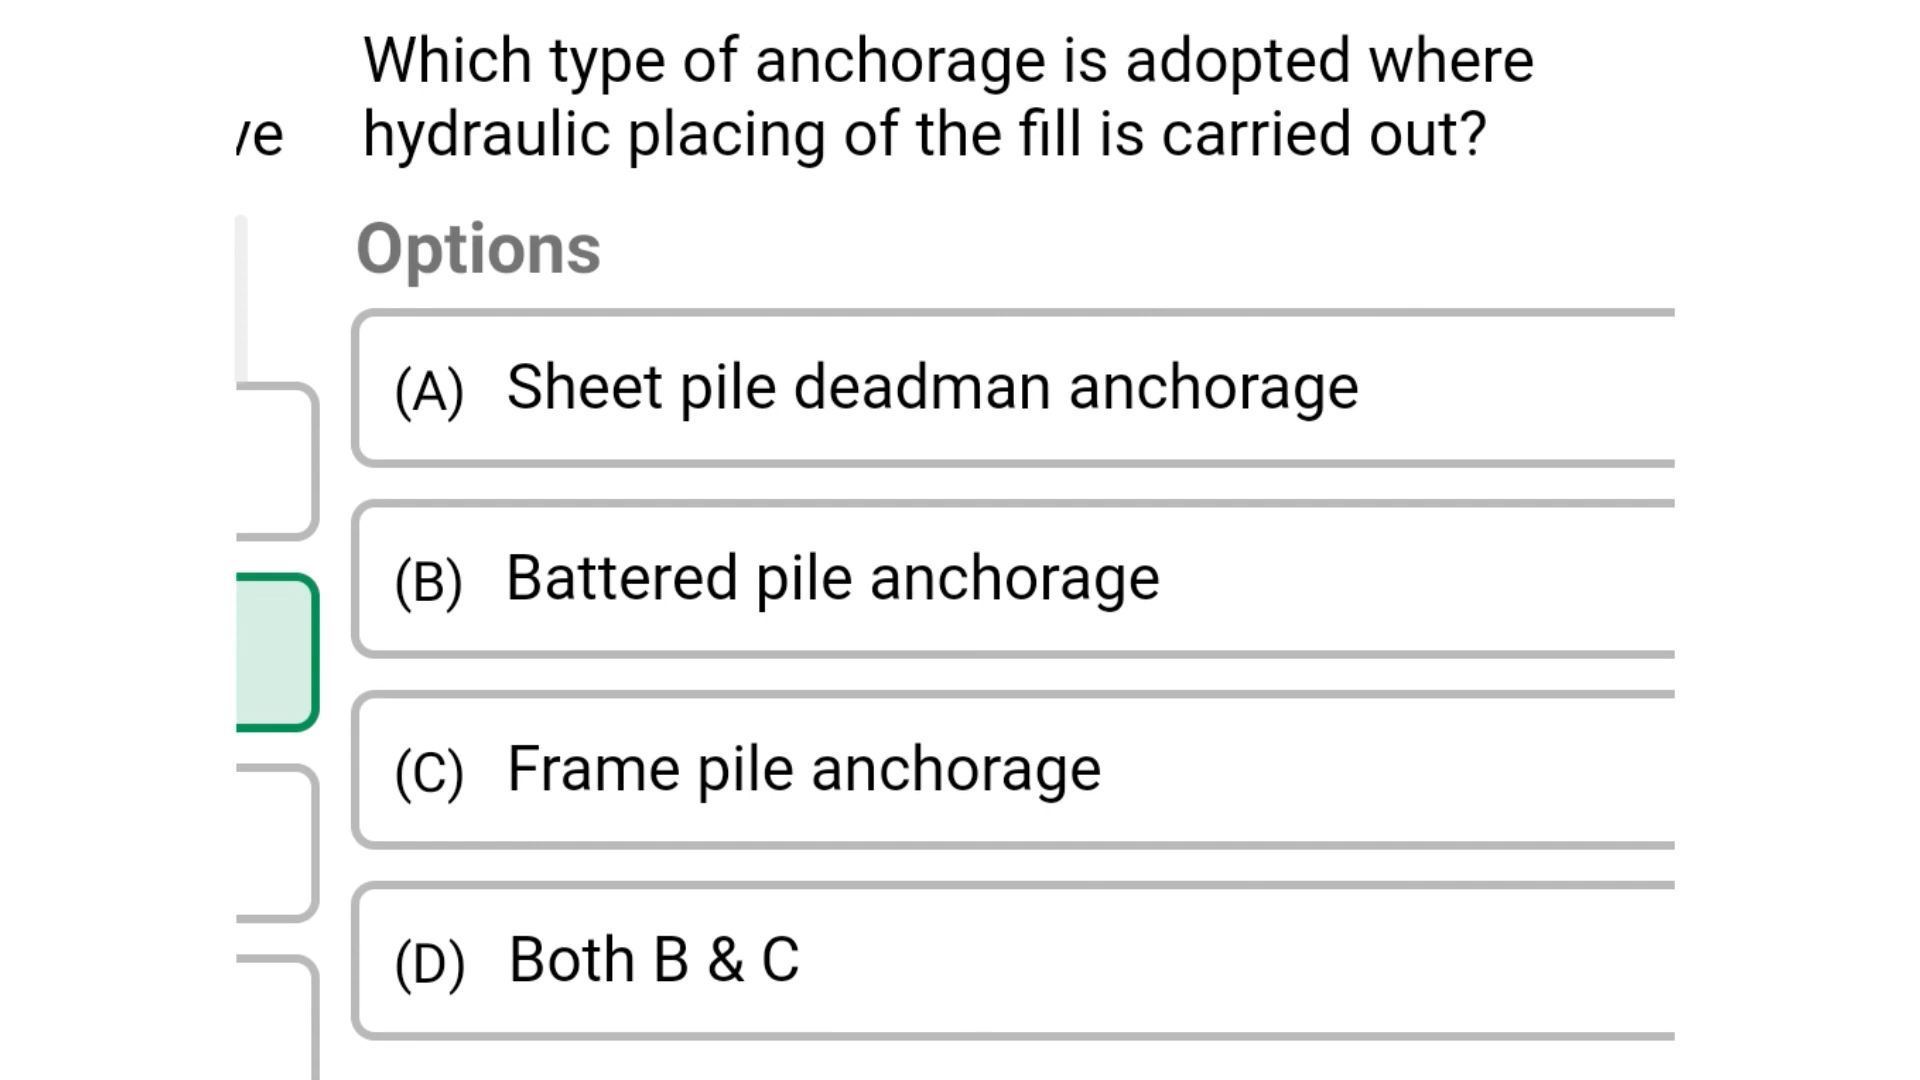 Which type of anchorage is adopted where
ve hydraulic placing of the fill is carried out?
Options
(A) Sheet pile deadman anchorage
(B) Battered pile anchorage
(C) Frame pile anchorage
(D) Both B & C